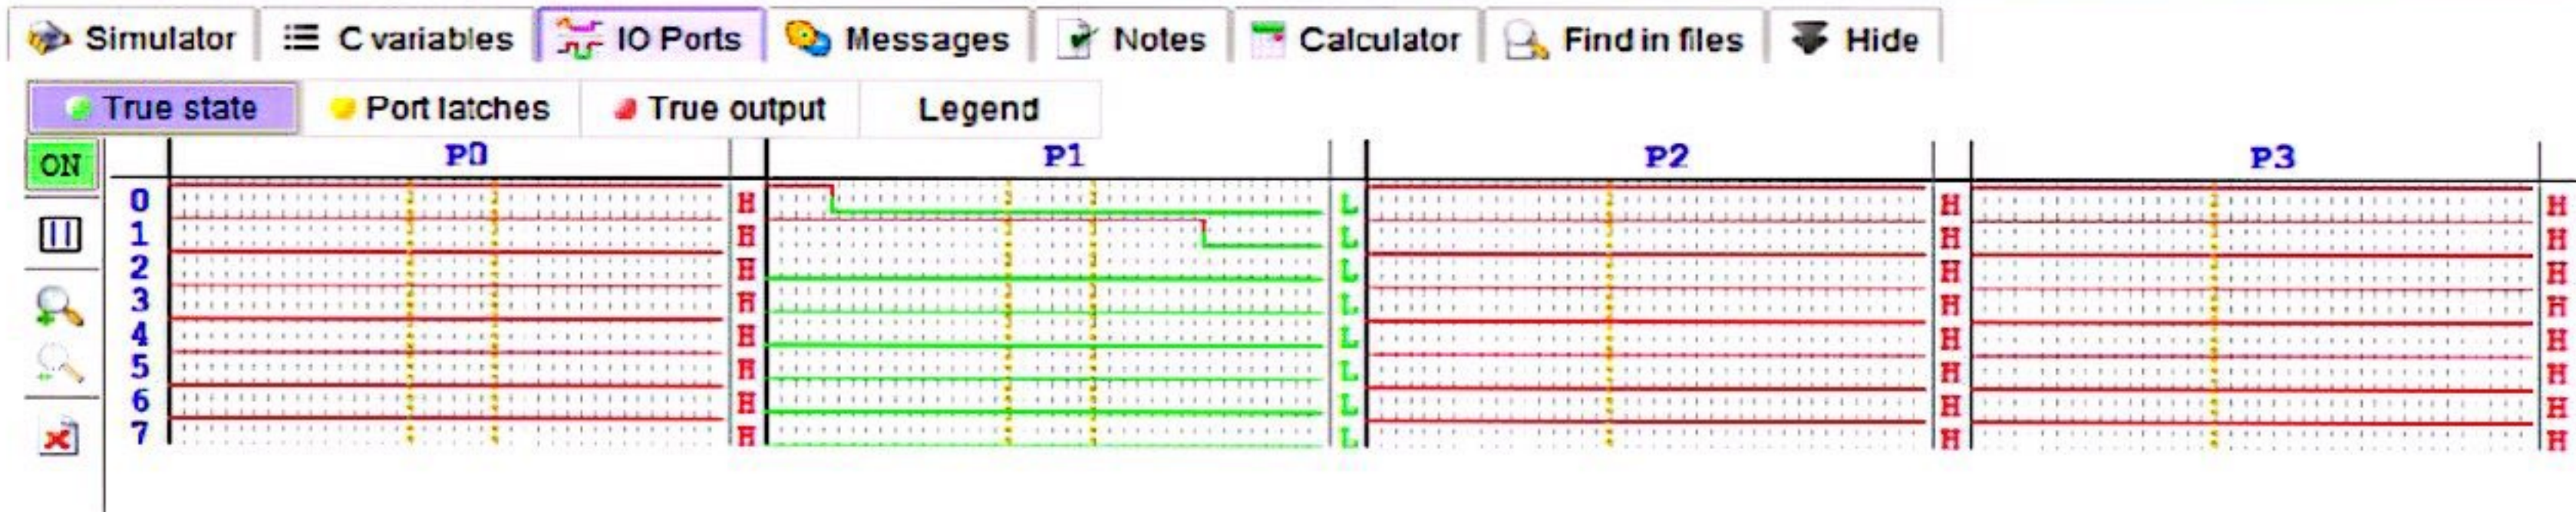 Simulator C variables IO Ports Messages Notes Calculator Find in files Hide
True state Port latches True output Legend
ON P0 P1 P2 P3
0 H L H H
1 H L H H
2 H L H H
3 H L H H
4 H L H H
5 H L H H
6 H L H H
7 H L H H